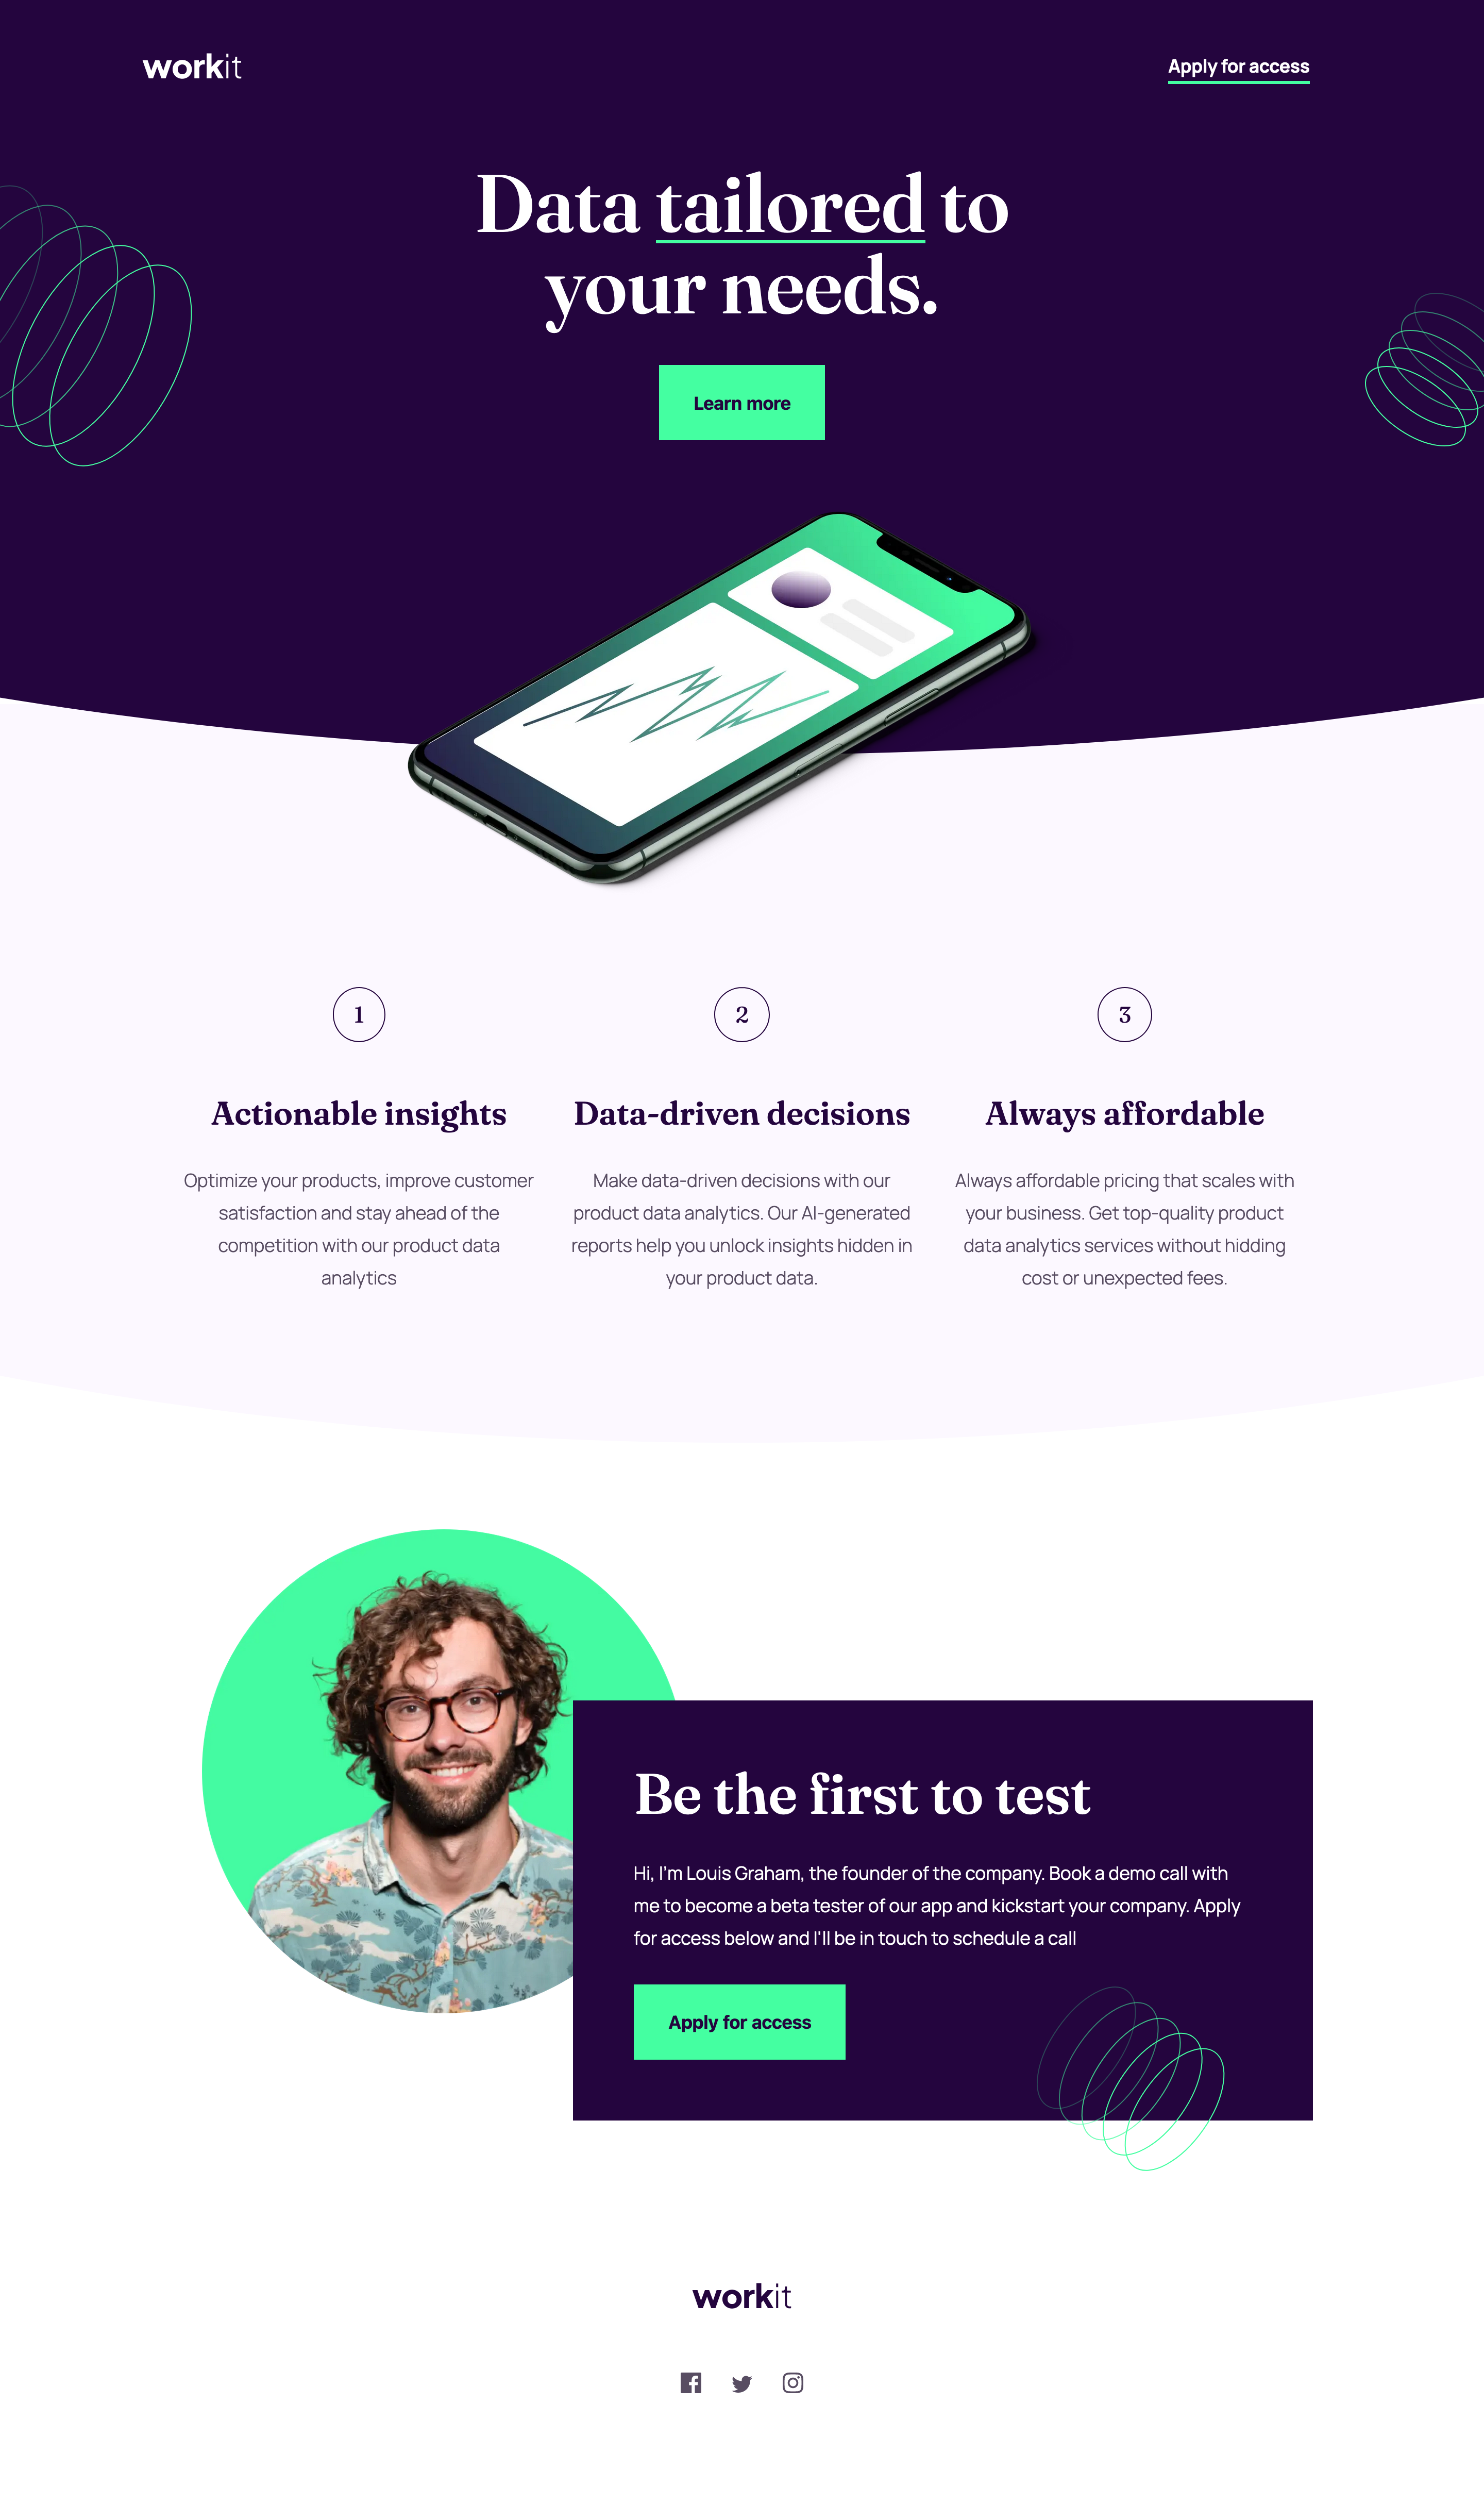 workit
Apply for access
Data tailored to
your needs.
Learn more
1
Actionable insights
Optimize your products, improve customer
satisfaction and stay ahead of the
competition with our product data
analytics
2
Data-driven decisions
Make data-driven decisions with our
product data analytics. Our AI-generated
reports help you unlock insights hidden in
your product data.
3
Always affordable
Always affordable pricing that scales with
your business. Get top-quality product
data analytics services without hidding
cost or unexpected fees.
Be the first to test
Hi, I'm Louis Graham, the founder of the company. Book a demo call with
me to become a beta tester of our app and kickstart your company. Apply
for access below and I'll be in touch to schedule a call
Apply for access
workit